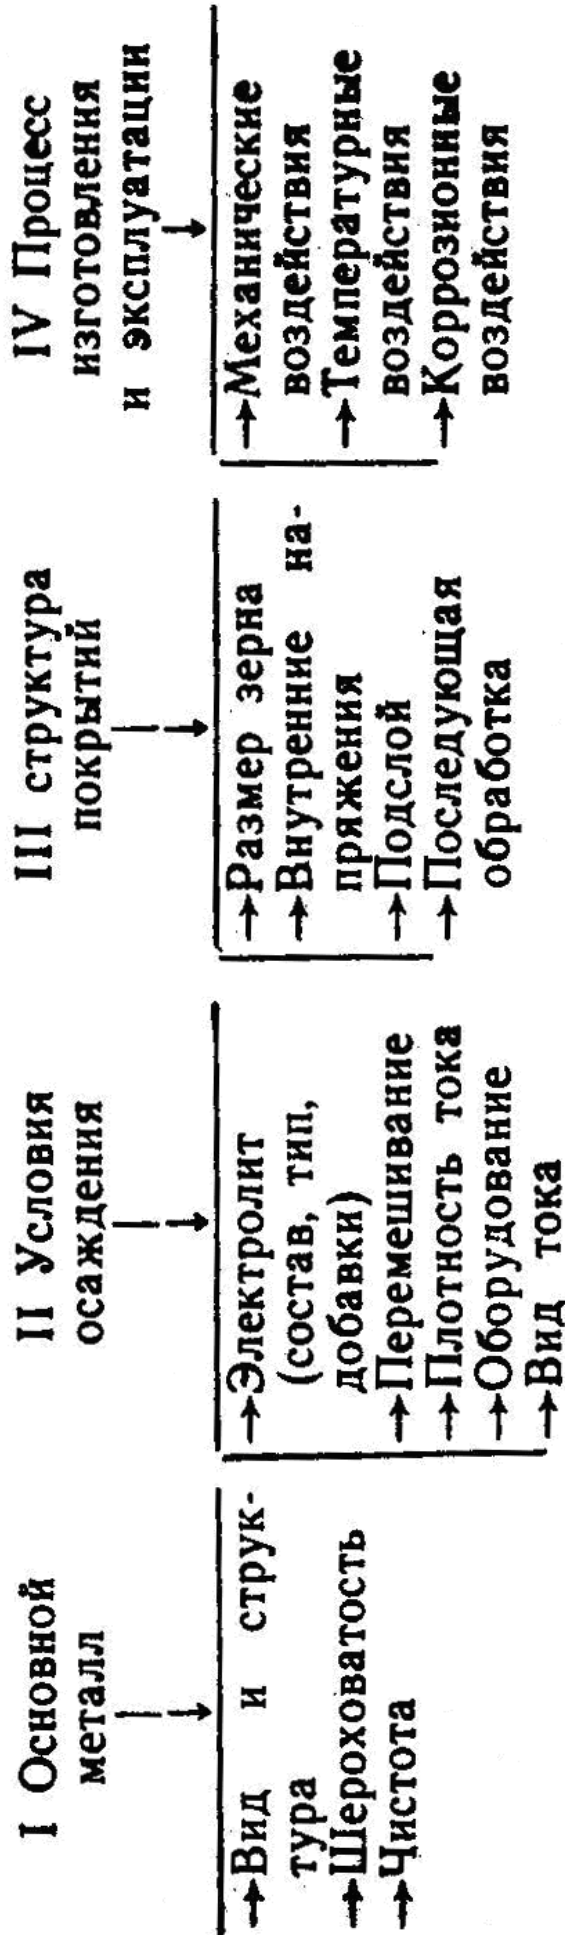 I Основной
металл
→Вид и струк-
тура
→Шероховатость
→Чистота
II Условия
осаждения
→Электролит
(состав, тип,
добавки)
→Перемешивание
→Плотность тока
→Оборудование
→Вид тока
III структура
покрытий
→Размер зерна
→Внутренние на-
пряжения
→Подслой
→Последующая
обработка
IV Процесс
изготовления
и эксплуатации
→Механические
воздействия
→Температурные
воздействия
→Коррозионные
воздействия